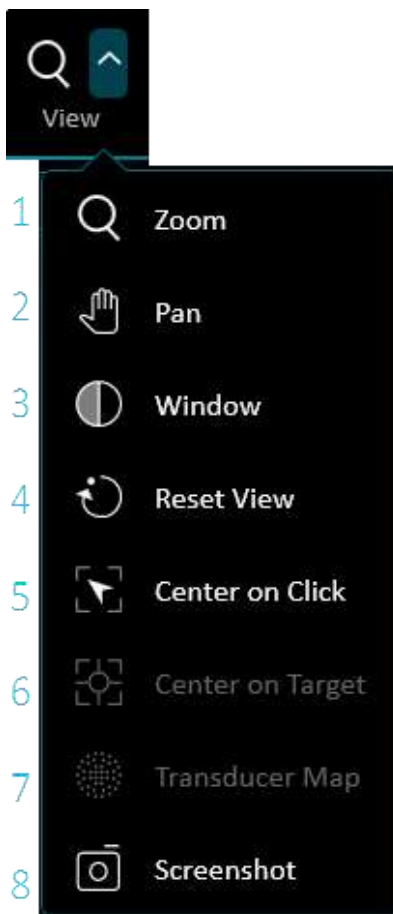 View
1 Zoom
2 Pan
3 Window
4 Reset View
5 Center on Click
6 Center on Target
7 Transducer Map
8 Screenshot